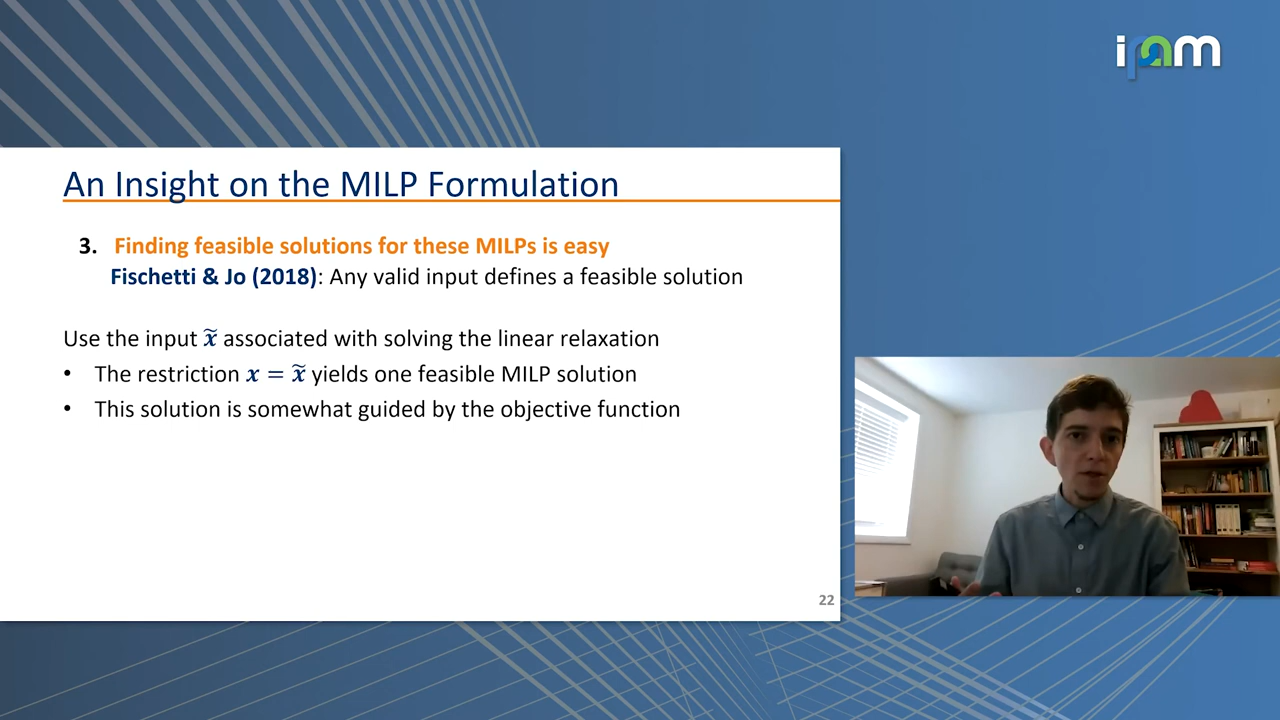 ipam
An Insight on the MILP Formulation
3. Finding feasible solutions for these MILPs is easy
Fischetti & Jo (2018): Any valid input defines a feasible solution
Use the input x̃ associated with solving the linear relaxation
• The restriction x = x̃ yields one feasible MILP solution
• This solution is somewhat guided by the objective function
22